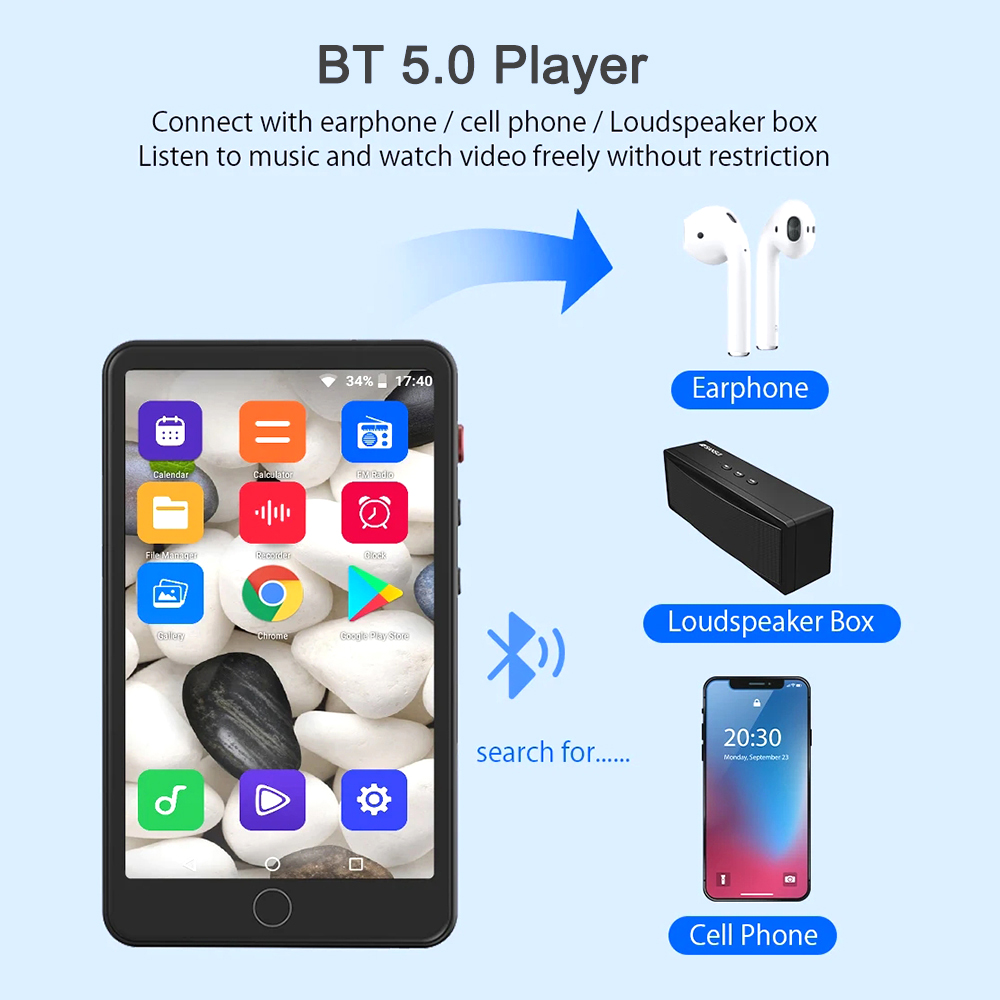 BT 5.0 Player
Connect with earphone / cell phone / Loudspeaker box
Listen to music and watch video freely without restriction
Earphone
34% 17:40
Calendar
Calculator
FM Radio
File Manager
Recorder
Clock
Gallery
Chrome
Google Play Store
Loudspeaker Box
search for......
20:30
Monday, September 23
Cell Phone